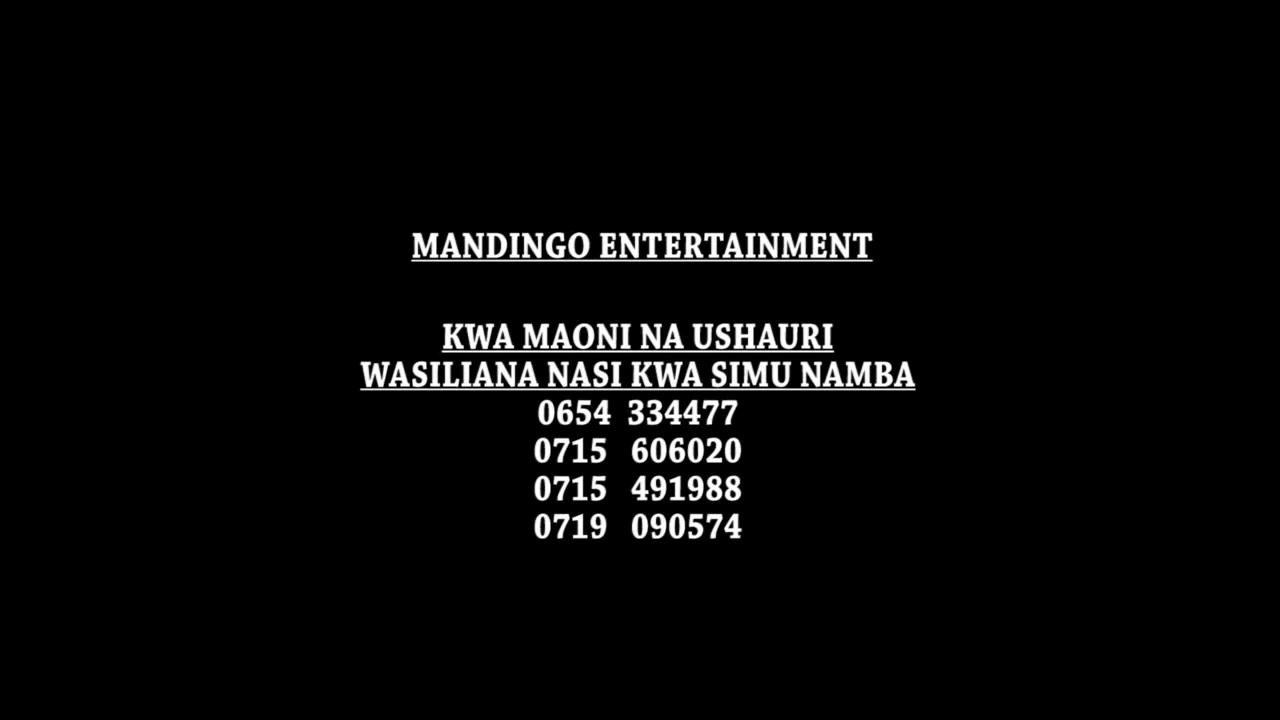 MANDINGO ENTERTAINMENT
KWA MAONI NA USHAURI
WASILIANA NASI KWA SIMU NAMBA
0654 334477
0715 606020
0715 491988
0719 090574